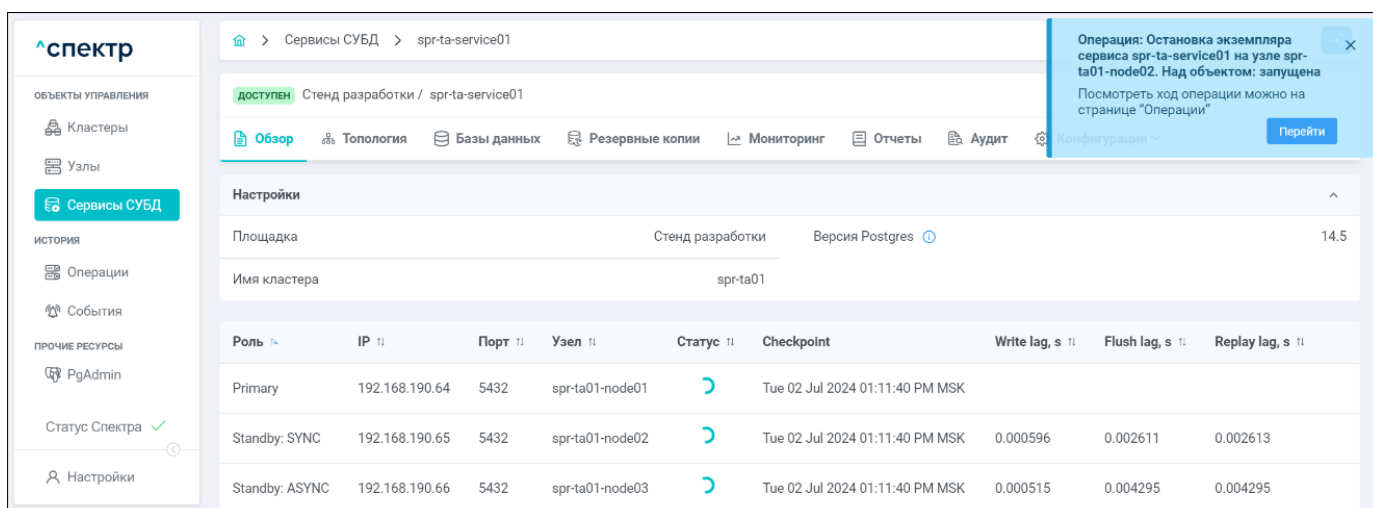 ^спектр
ОБЪЕКТЫ УПРАВЛЕНИЯ
Кластеры
Узлы
Сервисы СУБД
ИСТОРИЯ
Операции
События
ПРОЧИЕ РЕСУРСЫ
PgAdmin
Статус Спектра
Настройки
> Сервисы СУБД > spr-ta-service01
ДОСТУПЕН Стенд разработки / spr-ta-service01
Обзор Топология Базы данных Резервные копии Мониторинг Отчеты Аудит Конфигурации
Операция: Остановка экземпляра
сервиса spr-ta-service01 на узле spr-
ta01-node02. Над объектом: запущена
Посмотреть ход операции можно на
странице “Операции”
Перейти
Настройки
Площадка Стенд разработки Версия Postgres 14.5
Имя кластера spr-ta01
Роль IP Порт Узел Статус Checkpoint Write lag, s Flush lag, s Replay lag, s
Primary 192.168.190.64 5432 spr-ta01-node01 Tue 02 Jul 2024 01:11:40 PM MSK
Standby: SYNC 192.168.190.65 5432 spr-ta01-node02 Tue 02 Jul 2024 01:11:40 PM MSK 0.000596 0.002611 0.002613
Standby: ASYNC 192.168.190.66 5432 spr-ta01-node03 Tue 02 Jul 2024 01:11:40 PM MSK 0.000515 0.004295 0.004295